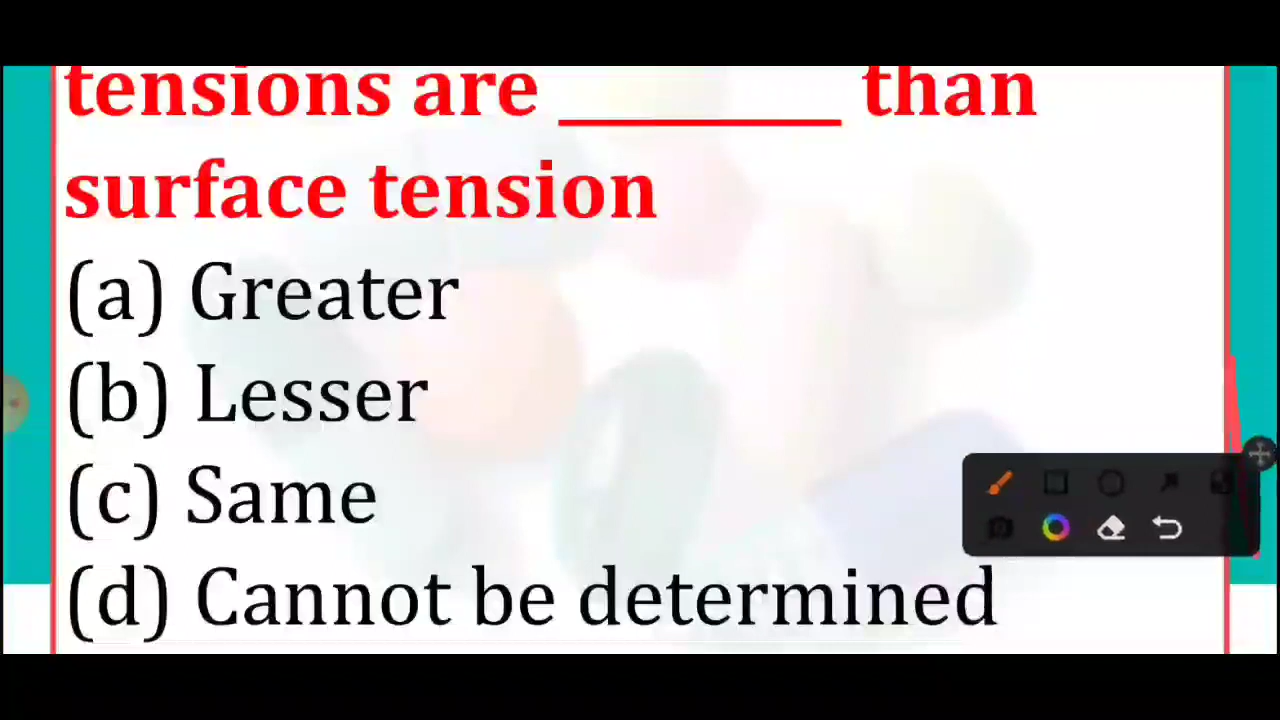 tensions are ________ than
surface tension
(a) Greater
(b) Lesser
(c) Same
(d) Cannot be determined